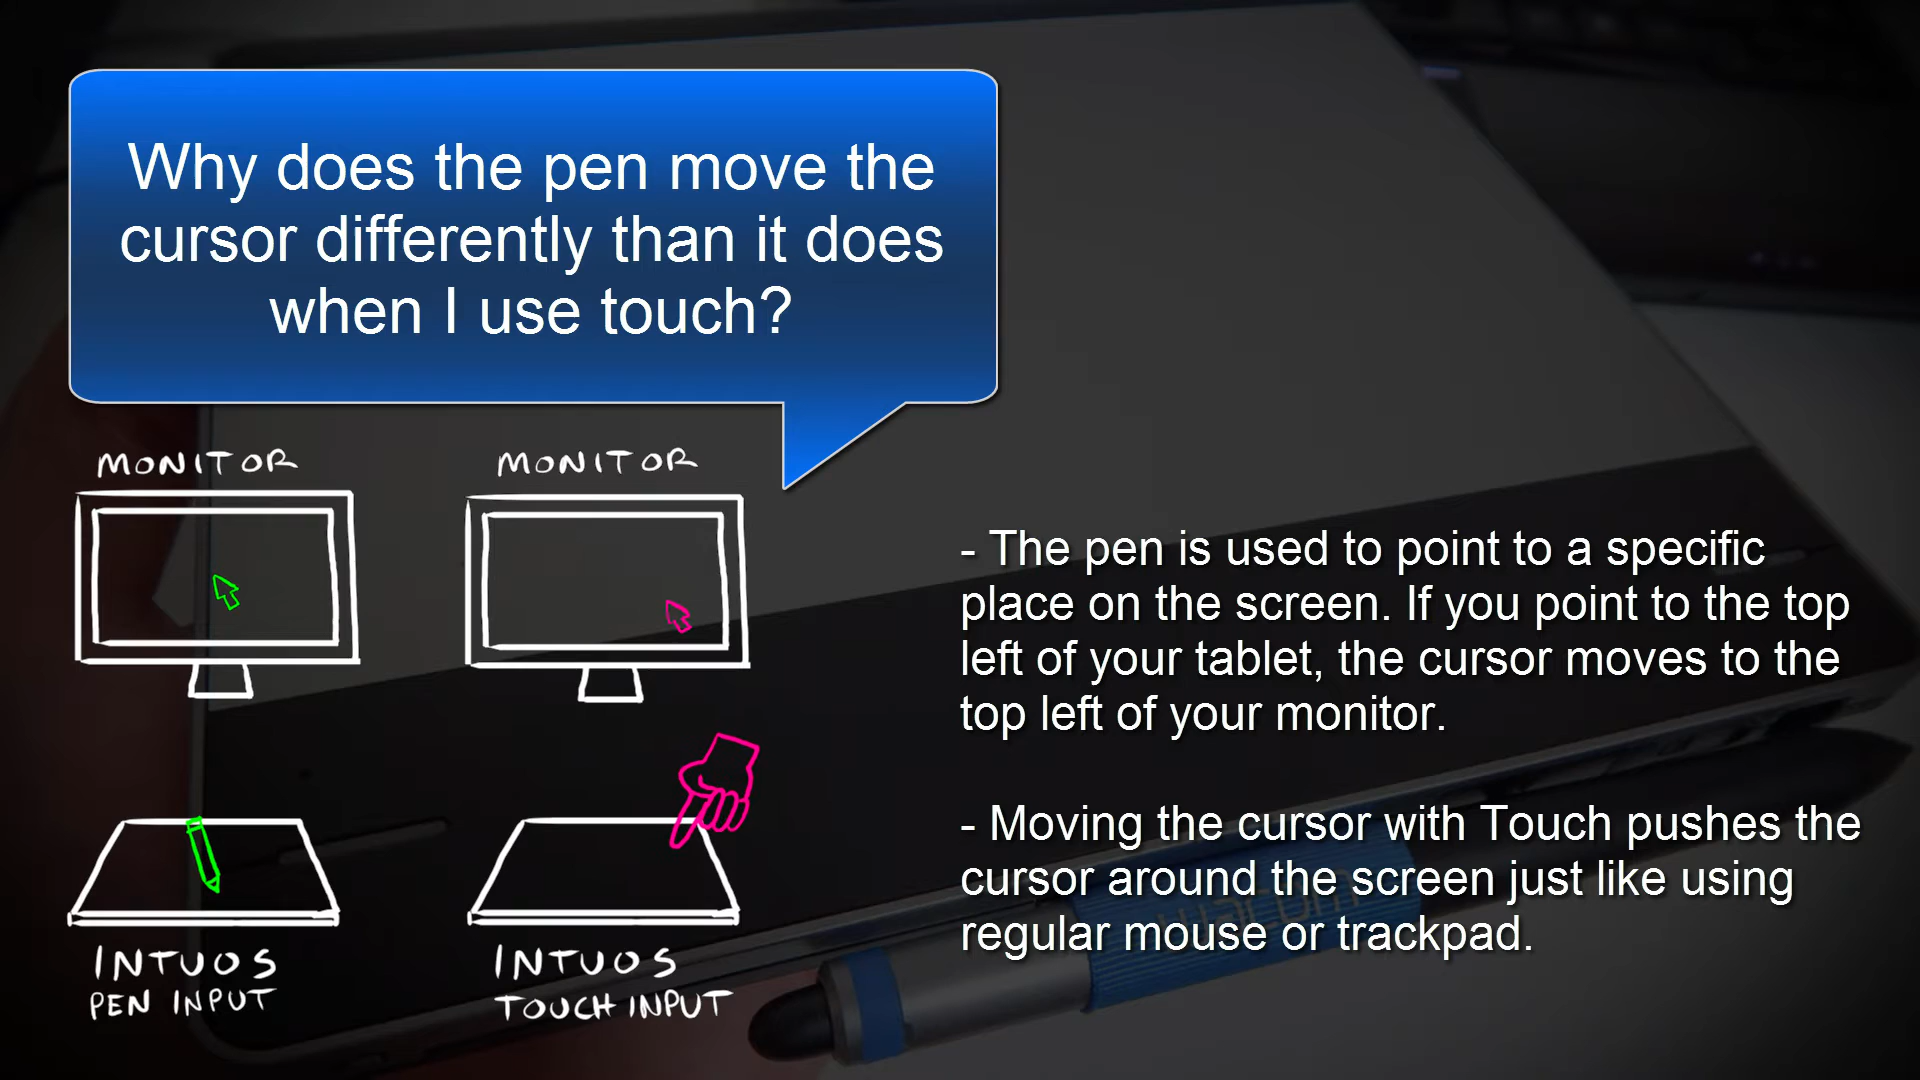 Why does the pen move the
cursor differently than it does
when I use touch?
MONITOR
MONITOR
- The pen is used to point to a specific
place on the screen. If you point to the top
left of your tablet, the cursor moves to the
top left of your monitor.
- Moving the cursor with Touch pushes the
cursor around the screen just like using
regular mouse or trackpad.
wacom
INTUOS
PEN INPUT
INTUOS
TOUCH INPUT